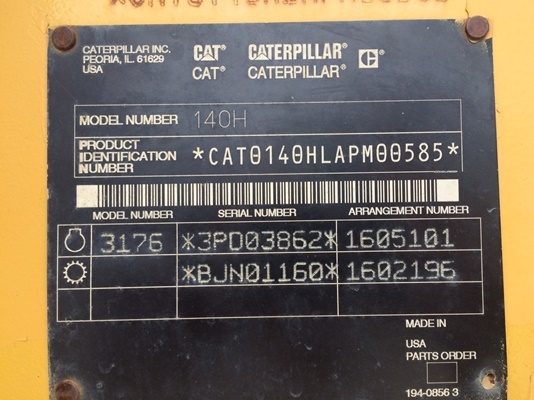 CATERPILLAR INC.
PEORIA, IL. 61629
USA
CAT® CATERPILLAR® C®
CAT® CATERPILLAR®
MODEL NUMBER 140H
PRODUCT IDENTIFICATION NUMBER *CAT0140HLAPM00585*
MODEL NUMBER SERIAL NUMBER ARRANGEMENT NUMBER
3176 *3PD03862* 1605101
*BJN01160* 1602196
MADE IN
USA
PARTS ORDER
194-0856 3